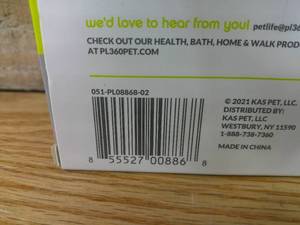 we'd love to hear from you! petlife@pl36
CHECK OUT OUR HEALTH, BATH, HOME & WALK PROD
AT PL360PET.COM
051-PL08868-02
© 2021 KAS PET, LLC.
DISTRIBUTED BY:
KAS PET, LLC
WESTBURY, NY 11590
1-888-738-7360
MADE IN CHINA
8 55527 00886 8